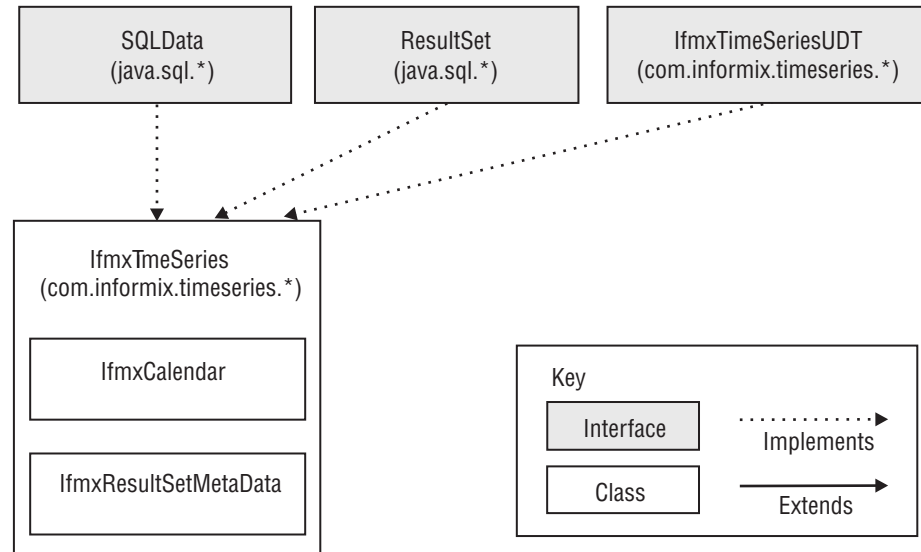 SQLData
(java.sql.*)
ResultSet
(java.sql.*)
IfmxTimeSeriesUDT
(com.informix.timeseries.*)
IfmxTmeSeries
(com.informix.timeseries.*)
IfmxCalendar
IfmxResultSetMetaData
Key
Interface
Implements
Class
Extends